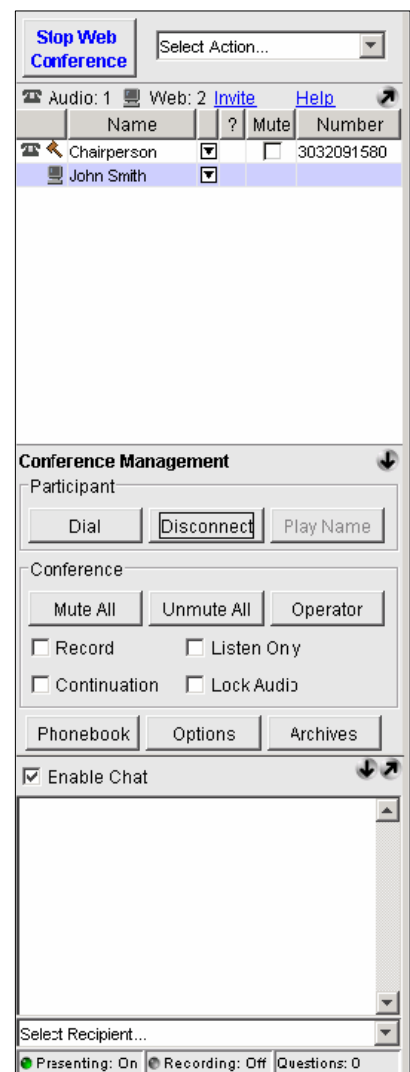 Stop Web
Conference
Select Action...
Audio: 1 Web: 2 Invite Help
Name ? Mute Number
Chairperson 3032091580
John Smith
Conference Management
Participant
Dial Disconnect Play Name
Conference
Mute All Unmute All Operator
Record Listen Only
Continuation Lock Audio
Phonebook Options Archives
Enable Chat
Select Recipient...
Presenting: On Recording: Off Questions: 0